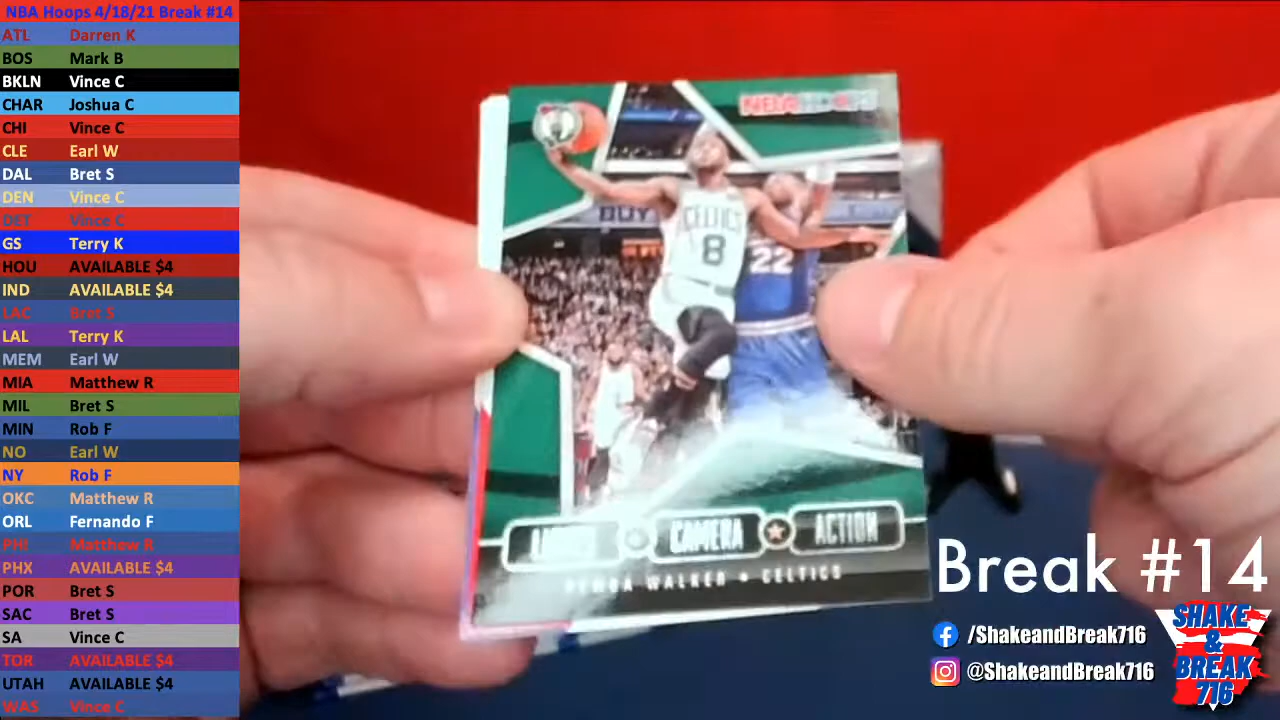 NBA Hoops 4/18/21 Break #14
ATL Darren K
BOS Mark B
BKLN Vince C
CHAR Joshua C
CHI Vince C
CLE Earl W
DAL Bret S
DEN Vince C
DET Vince C
GS Terry K
HOU AVAILABLE $4
IND AVAILABLE $4
LAC Bret S
LAL Terry K
MEM Earl W
MIA Matthew R
MIL Bret S
MIN Rob F
NO Earl W
NY Rob F
OKC Matthew R
ORL Fernando F
PHI Matthew R
PHX AVAILABLE $4
POR Bret S
SAC Bret S
SA Vince C
TOR AVAILABLE $4
UTAH AVAILABLE $4
WAS Vince C
NBA HOOPS
BUY
CELTICS
8
22
LIGHTS CAMERA ACTION
KEMBA WALKER • CELTICS
Break #14
/ShakeandBreak716
@ShakeandBreak716
SHAKE
&
BREAK
716